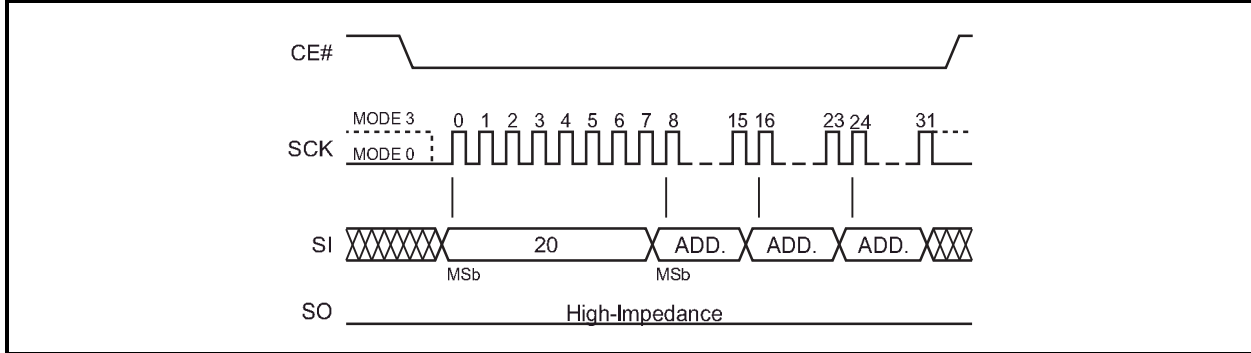 CE#
MODE 3
0 1 2 3 4 5 6 7 8 15 16 23 24 31
SCK
MODE 0
SI
20
ADD.
ADD.
ADD.
MSb
MSb
SO
High-Impedance